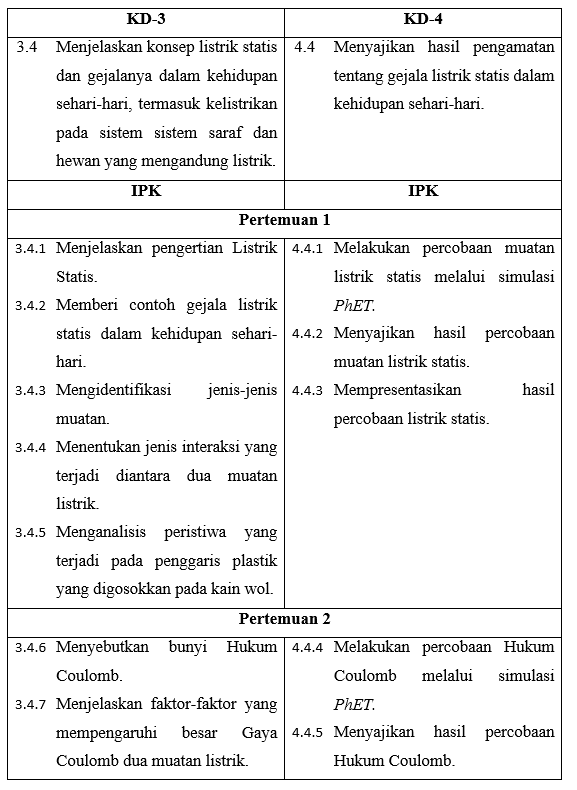 KD-3
KD-4
3.4 Menjelaskan konsep listrik statis
dan gejalanya dalam kehidupan
sehari-hari, termasuk kelistrikan
pada sistem sistem saraf dan
hewan yang mengandung listrik.
4.4 Menyajikan hasil pengamatan
tentang gejala listrik statis dalam
kehidupan sehari-hari.
IPK
IPK
Pertemuan 1
3.4.1 Menjelaskan pengertian Listrik
Statis.
3.4.2 Memberi contoh gejala listrik
statis dalam kehidupan sehari-
hari.
3.4.3 Mengidentifikasi jenis-jenis
muatan.
3.4.4 Menentukan jenis interaksi yang
terjadi diantara dua muatan
listrik.
3.4.5 Menganalisis peristiwa yang
terjadi pada penggaris plastik
yang digosokkan pada kain wol.
4.4.1 Melakukan percobaan muatan
listrik statis melalui simulasi
PhET.
4.4.2 Menyajikan hasil percobaan
muatan listrik statis.
4.4.3 Mempresentasikan hasil
percobaan listrik statis.
Pertemuan 2
3.4.6 Menyebutkan bunyi Hukum
Coulomb.
3.4.7 Menjelaskan faktor-faktor yang
mempengaruhi besar Gaya
Coulomb dua muatan listrik.
4.4.4 Melakukan percobaan Hukum
Coulomb melalui simulasi
PhET.
4.4.5 Menyajikan hasil percobaan
Hukum Coulomb.